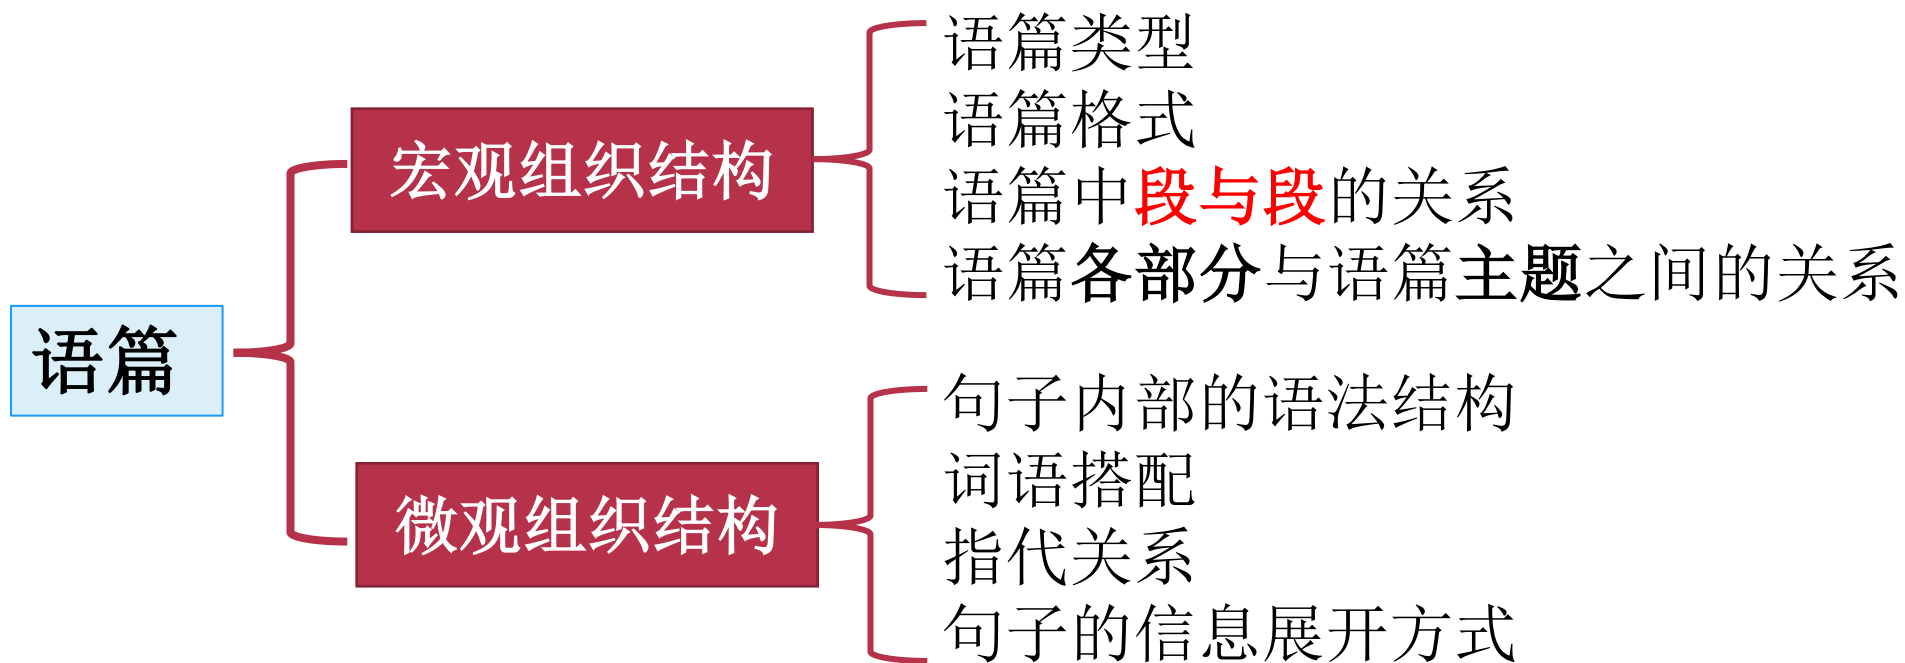 语篇
宏观组织结构
语篇类型
语篇格式
语篇中段与段的关系
语篇各部分与语篇主题之间的关系
微观组织结构
句子内部的语法结构
词语搭配
指代关系
句子的信息展开方式